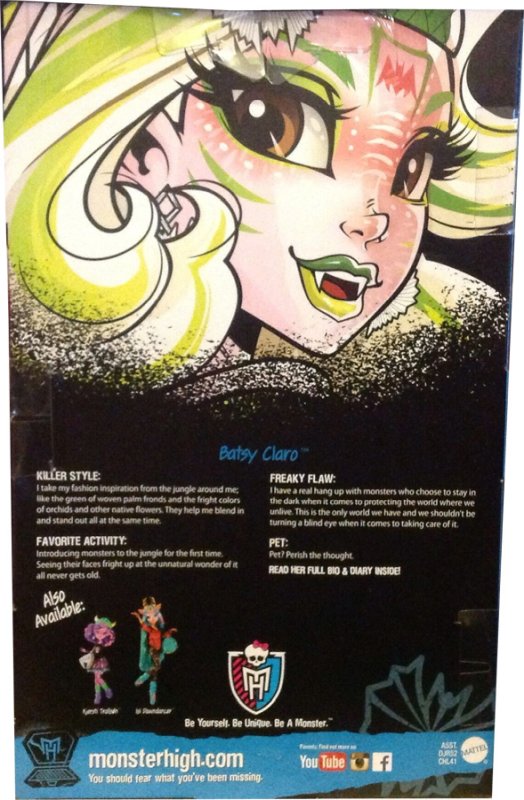 Batsy Claro™
KILLER STYLE:
I take my fashion inspiration from the jungle around me;
like the green of woven palm fronds and the fright colors
of orchids and other native flowers. They help me blend in
and stand out all at the same time.
FAVORITE ACTIVITY:
Introducing monsters to the jungle for the first time.
Seeing their faces fright up at the unnatural wonder of it
all never gets old.
FREAKY FLAW:
I have a real hang up with monsters who choose to stay in
the dark when it comes to protecting the world where we
unlive. This is the only world we have and we shouldn't be
turning a blind eye when it comes to taking care of it.
PET:
Pet? Perish the thought.
READ HER FULL BIO & DIARY INSIDE!
Also
Available:
Kjersti Trollsøn
Isi Dawndancer
Be Yourself. Be Unique. Be A Monster.™
monsterhigh.com
You should fear what you've been missing.
Parents: Find out more on
YouTube
f
ASST.
DJR52
CHL41
MATTEL